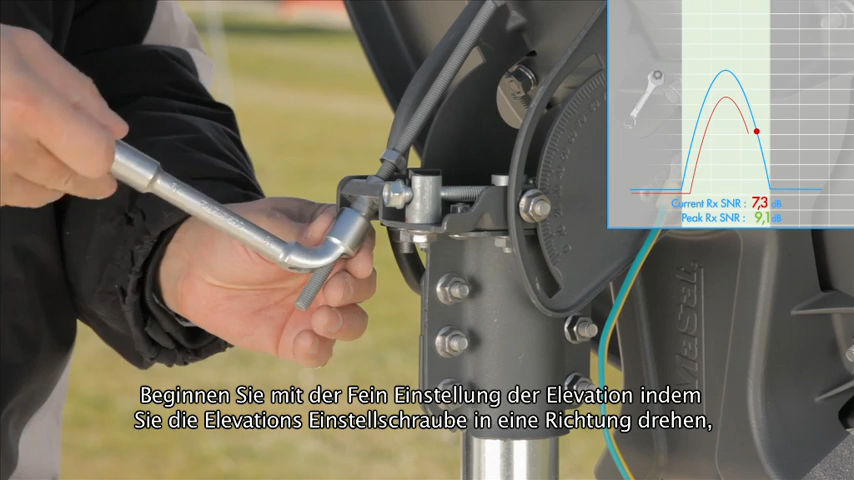 Current Rx SNR : 7,3 dB
Peak Rx SNR : 9,1 dB
Beginnen Sie mit der Fein Einstellung der Elevation indem
Sie die Elevations Einstellschraube in eine Richtung drehen,